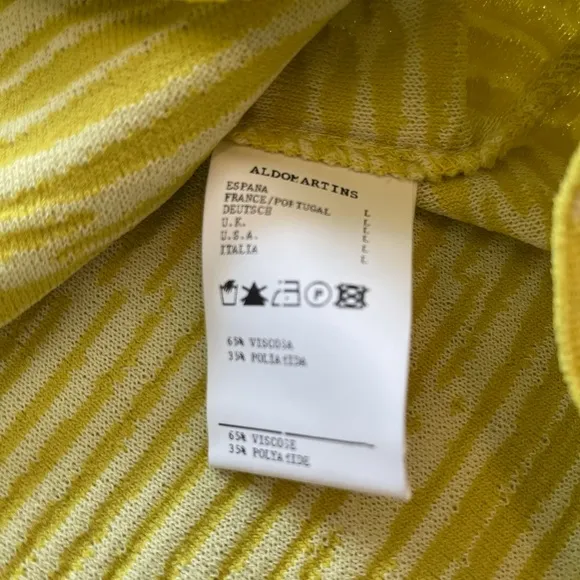 ALDOMARTINS
ESPANA L
FRANCE/PORTUGAL L
DEUTSCH L
U.K. L
U.S.A. L
ITALIA L
P
65% VISCOSA
35% POLIAMIDA
65% VISCOSE
35% POLYAMIDE